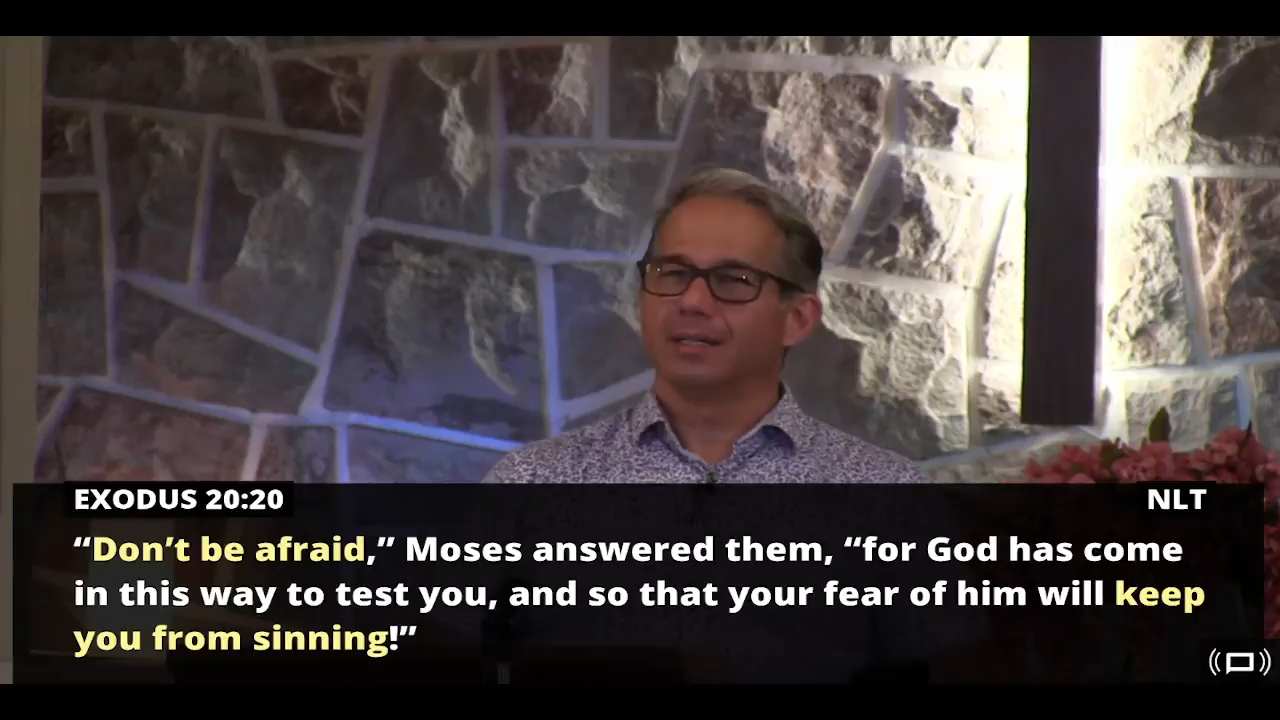 EXODUS 20:20 NLT
“Don’t be afraid,” Moses answered them, “for God has come
in this way to test you, and so that your fear of him will keep
you from sinning!”